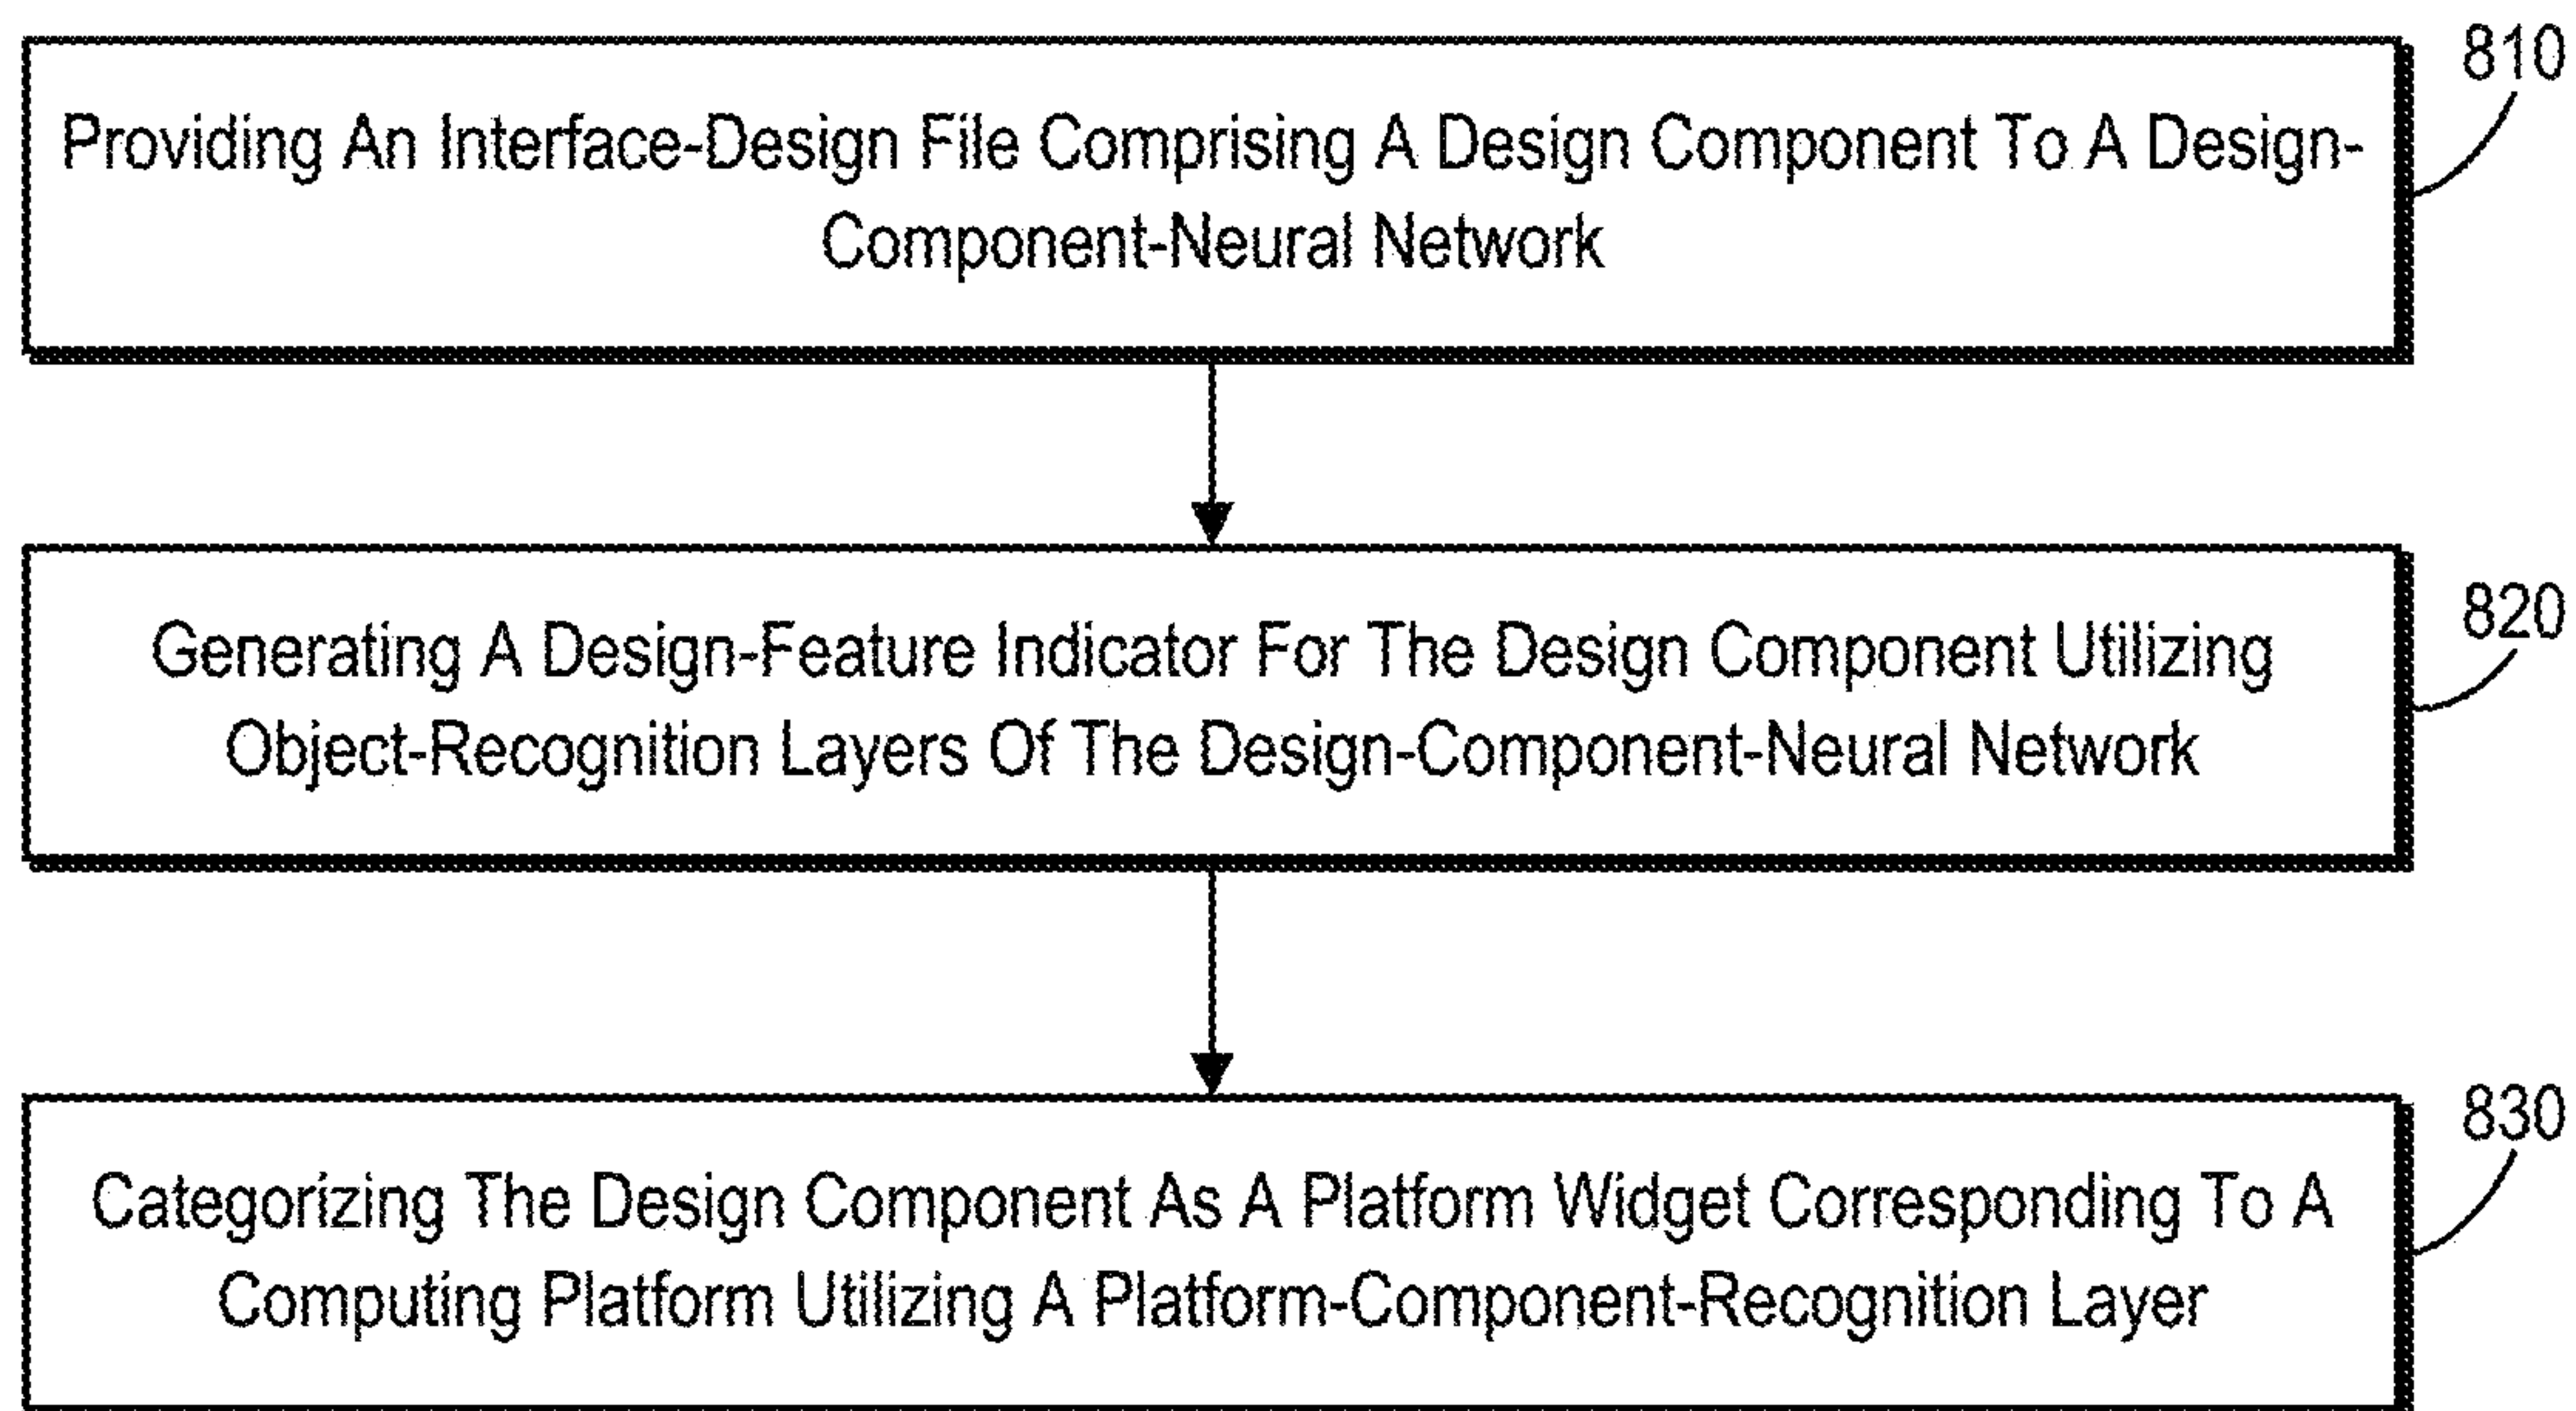 810
Providing An Interface-Design File Comprising A Design Component To A Design-
Component-Neural Network
820
Generating A Design-Feature Indicator For The Design Component Utilizing
Object-Recognition Layers Of The Design-Component-Neural Network
830
Categorizing The Design Component As A Platform Widget Corresponding To A
Computing Platform Utilizing A Platform-Component-Recognition Layer